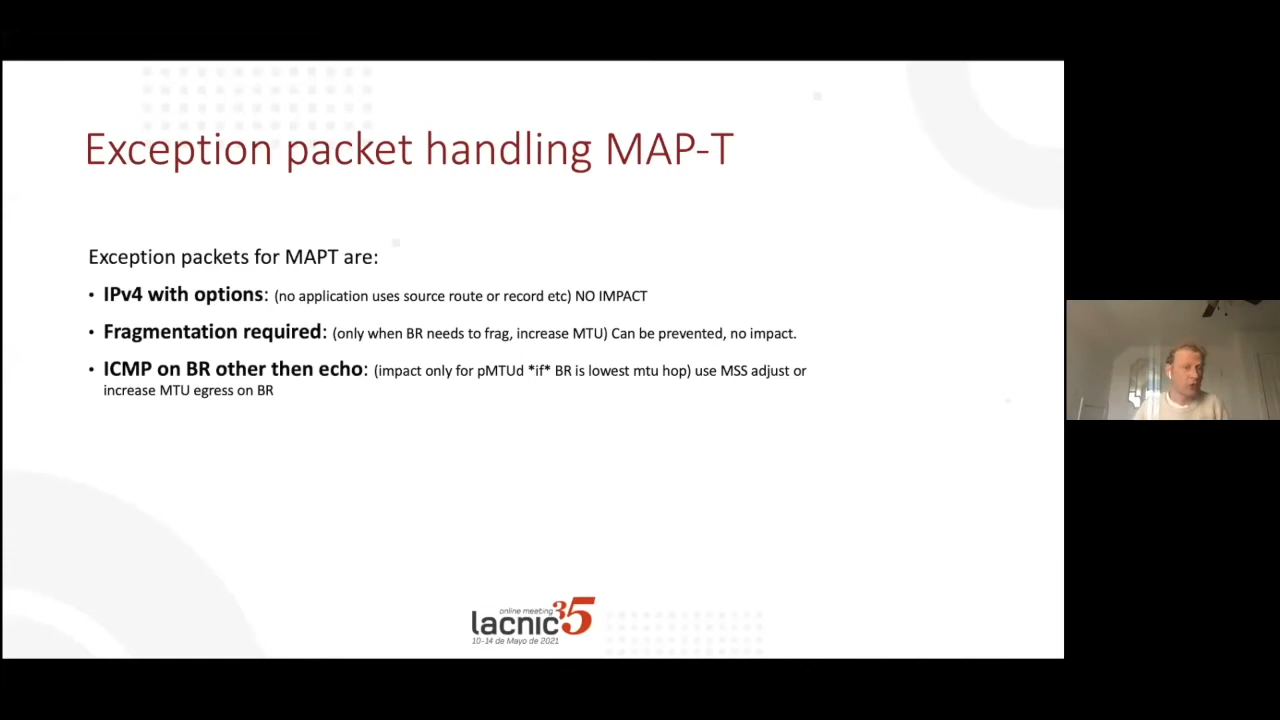 Exception packet handling MAP-T
Exception packets for MAPT are:
• IPv4 with options: (no application uses source route or record etc) NO IMPACT
• Fragmentation required: (only when BR needs to frag, increase MTU) Can be prevented, no impact.
• ICMP on BR other then echo: (impact only for pMTUd *if* BR is lowest mtu hop) use MSS adjust or
increase MTU egress on BR
online meeting
lacnic35
10-14 de Mayo de 2021